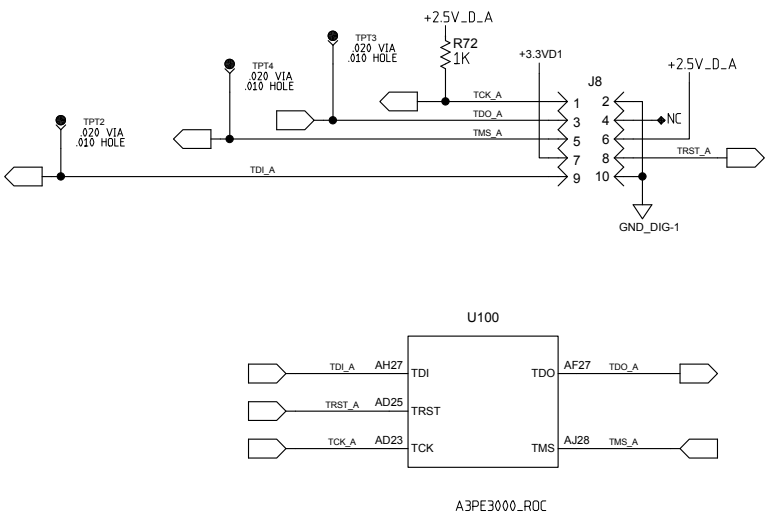 +2.5V_D_A
TPT3
.020 VIA
.010 HOLE
R72
1K
TPT4
.020 VIA
.010 HOLE
+3.3VD1
+2.5V_D_A
J8
TCK_A 1 2
TPT2
.020 VIA
.010 HOLE
TDO_A 3 4 NC
TMS_A 5 6
7 8 TRST_A
TDI_A 9 10
GND_DIG-1
U100
TDI_A AH27 TDI TDO AF27 TDO_A
TRST_A AD25 TRST
TCK_A AD23 TCK TMS AJ28 TMS_A
A3PE3000_ROC